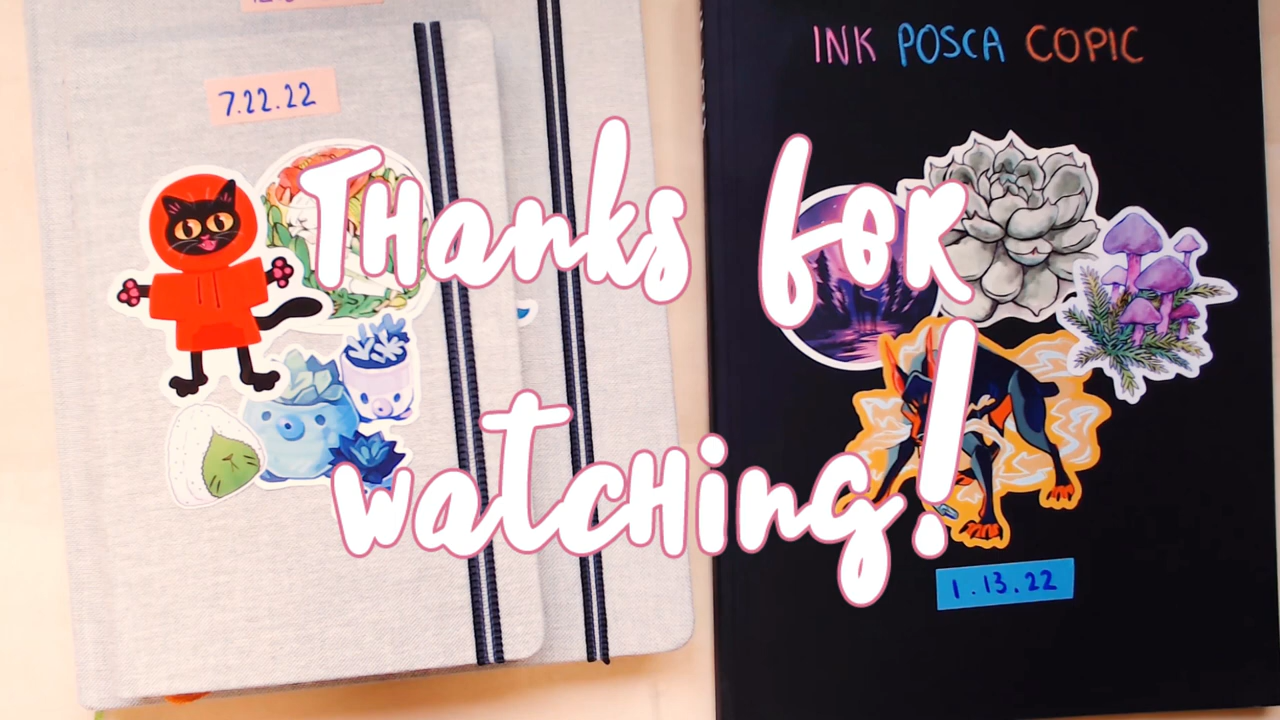 7.22.22
INK POSCA COPIC
Thanks for
watching!
1.13.22